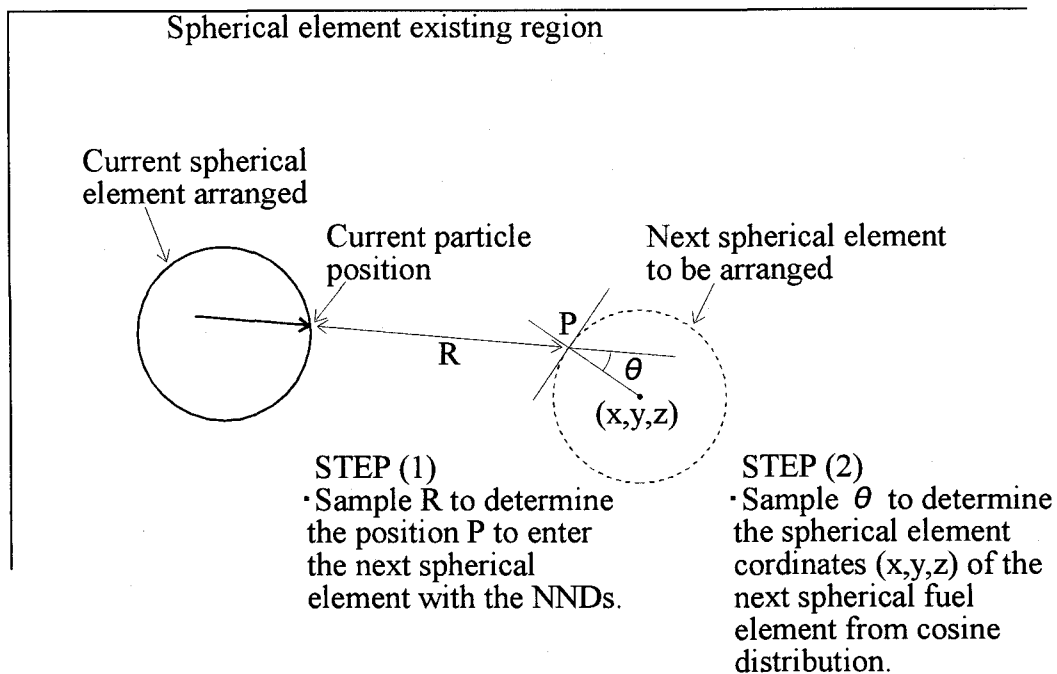 Spherical element existing region
Current spherical
element arranged
Current particle
position
Next spherical element
to be arranged
P
R
θ
(x,y,z)
STEP (1)
・Sample R to determine
the position P to enter
the next spherical
element with the NNDs.
STEP (2)
・Sample θ to determine
the spherical element
cordinates (x,y,z) of the
next spherical fuel
element from cosine
distribution.